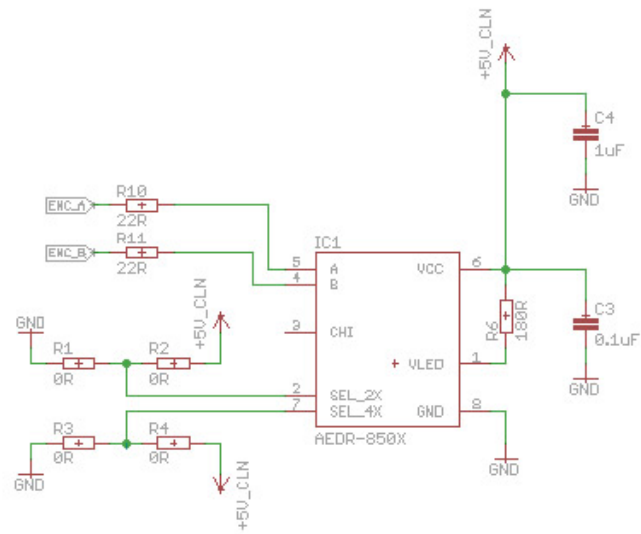 +5V_CLN
C4
1uF
GND
ENC_A
R10
22R
ENC_B
R11
22R
IC1
5
A
VCC
6
4
B
3
CHI
R6
180R
C3
0.1uF
GND
+ VLED
1
GND
R1
0R
R2
0R
+5V_CLN
2
SEL_2X
7
SEL_4X
GND
8
AEDR-850X
GND
R3
0R
R4
0R
GND
+5V_CLN